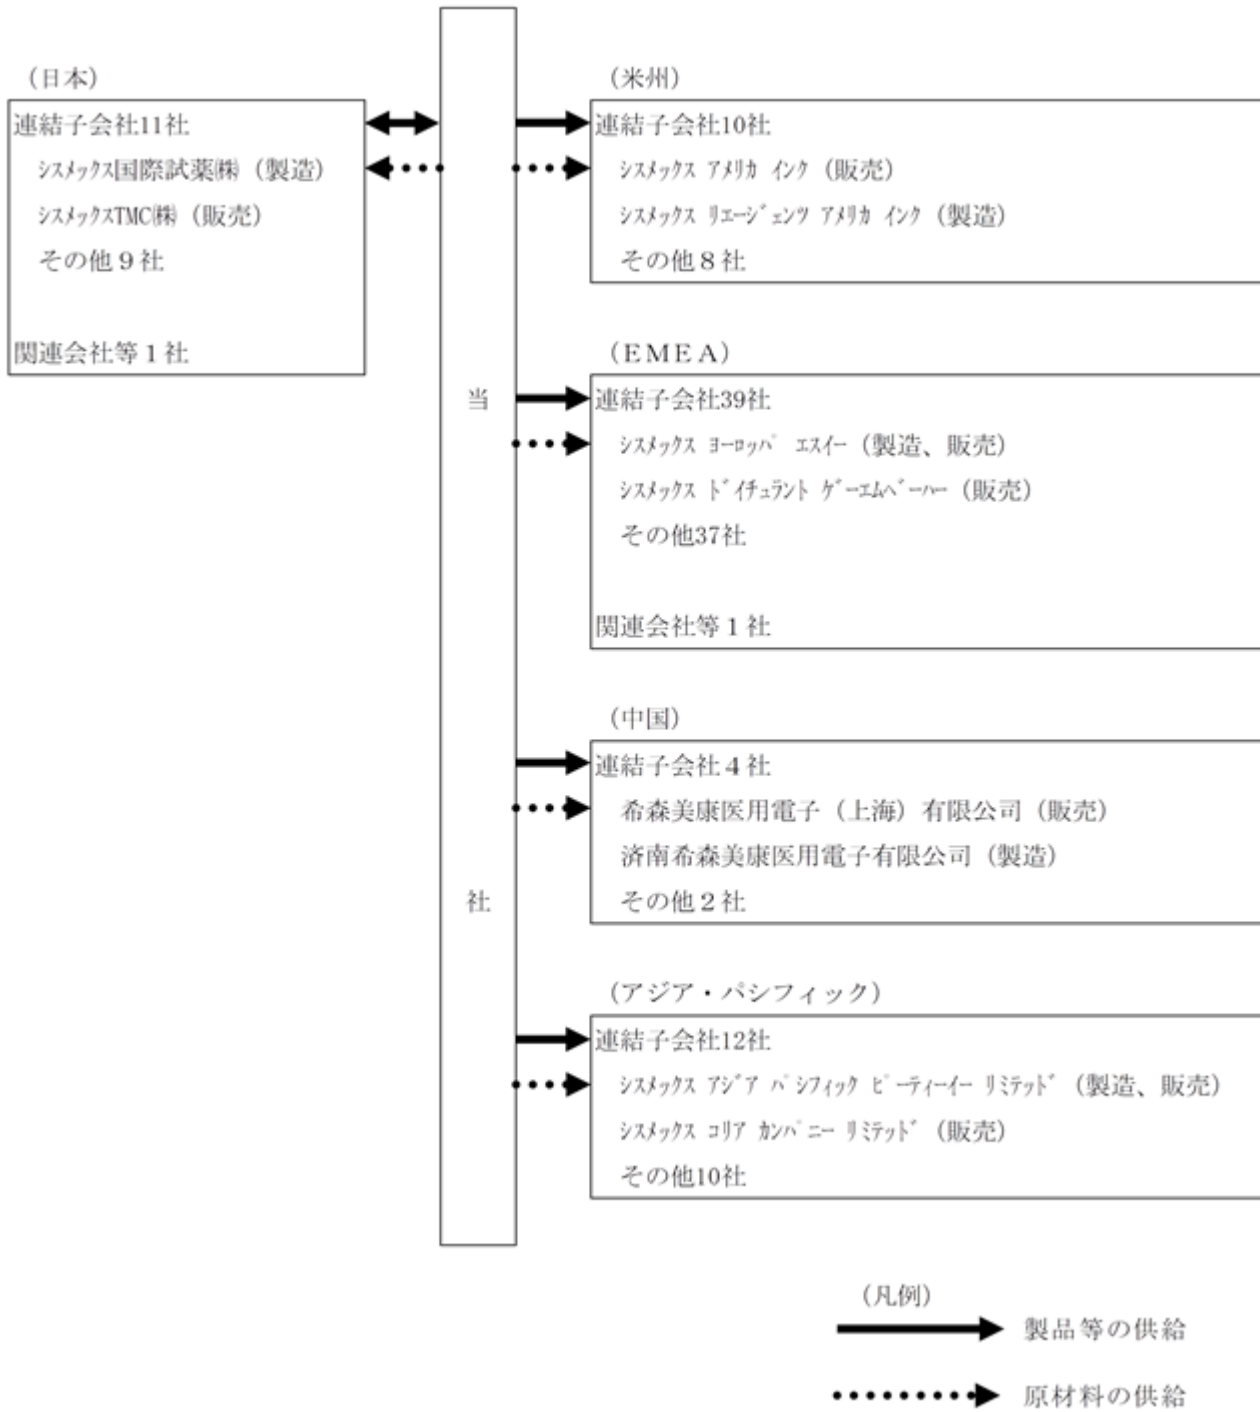 (日本)
連結子会社11社
ｼｽﾒｯｸｽ国際試薬㈱（製造）
ｼｽﾒｯｸｽTMC㈱（販売）
その他９社
関連会社等１社
当
社
(米州)
連結子会社10社
ｼｽﾒｯｸｽ ｱﾒﾘｶ ｲﾝｸ（販売）
ｼｽﾒｯｸｽ ﾘｴｰｼﾞｪﾝﾂ ｱﾒﾘｶ ｲﾝｸ（製造）
その他８社
(ＥＭＥＡ)
連結子会社39社
ｼｽﾒｯｸｽ ﾖｰﾛｯﾊﾟ ｴｽｲｰ（製造、販売）
ｼｽﾒｯｸｽ ﾄﾞｲﾁｭﾗﾝﾄ ｹﾞｰｴﾑﾍﾞｰﾊｰ（販売）
その他37社
関連会社等１社
(中国)
連結子会社４社
希森美康医用電子（上海）有限公司（販売）
済南希森美康医用電子有限公司（製造）
その他２社
(アジア・パシフィック)
連結子会社12社
ｼｽﾒｯｸｽ ｱｼﾞｱ ﾊﾟｼﾌｨｯｸ ﾋﾟｰﾃｨｰｲｰ ﾘﾐﾃｯﾄﾞ（製造、販売）
ｼｽﾒｯｸｽ ｺﾘｱ ｶﾝﾊﾟﾆｰ ﾘﾐﾃｯﾄﾞ（販売）
その他10社
(凡例)
製品等の供給
原材料の供給